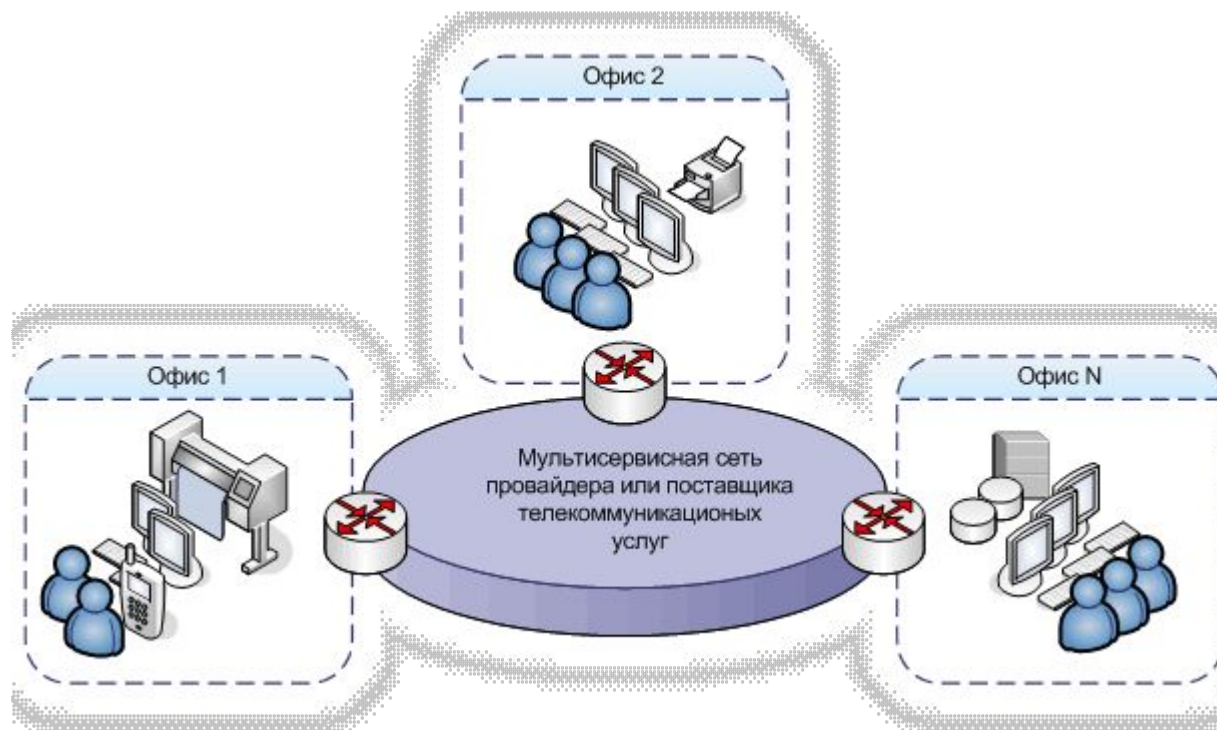 Офис 2
Офис 1
Офис N
Мультисервисная сеть
провайдера или поставщика
телекоммуникационых
услуг